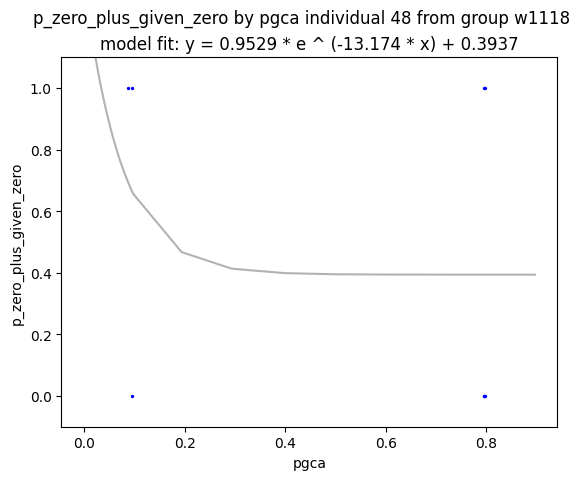 p_zero_plus_given_zero by pgca individual 48 from group w1118
model fit: y = 0.9529 * e ^ (-13.174 * x) + 0.3937
1.0
0.8
0.6
0.4
0.2
0.0
p_zero_plus_given_zero
0.0 0.2 0.4 0.6 0.8
pgca